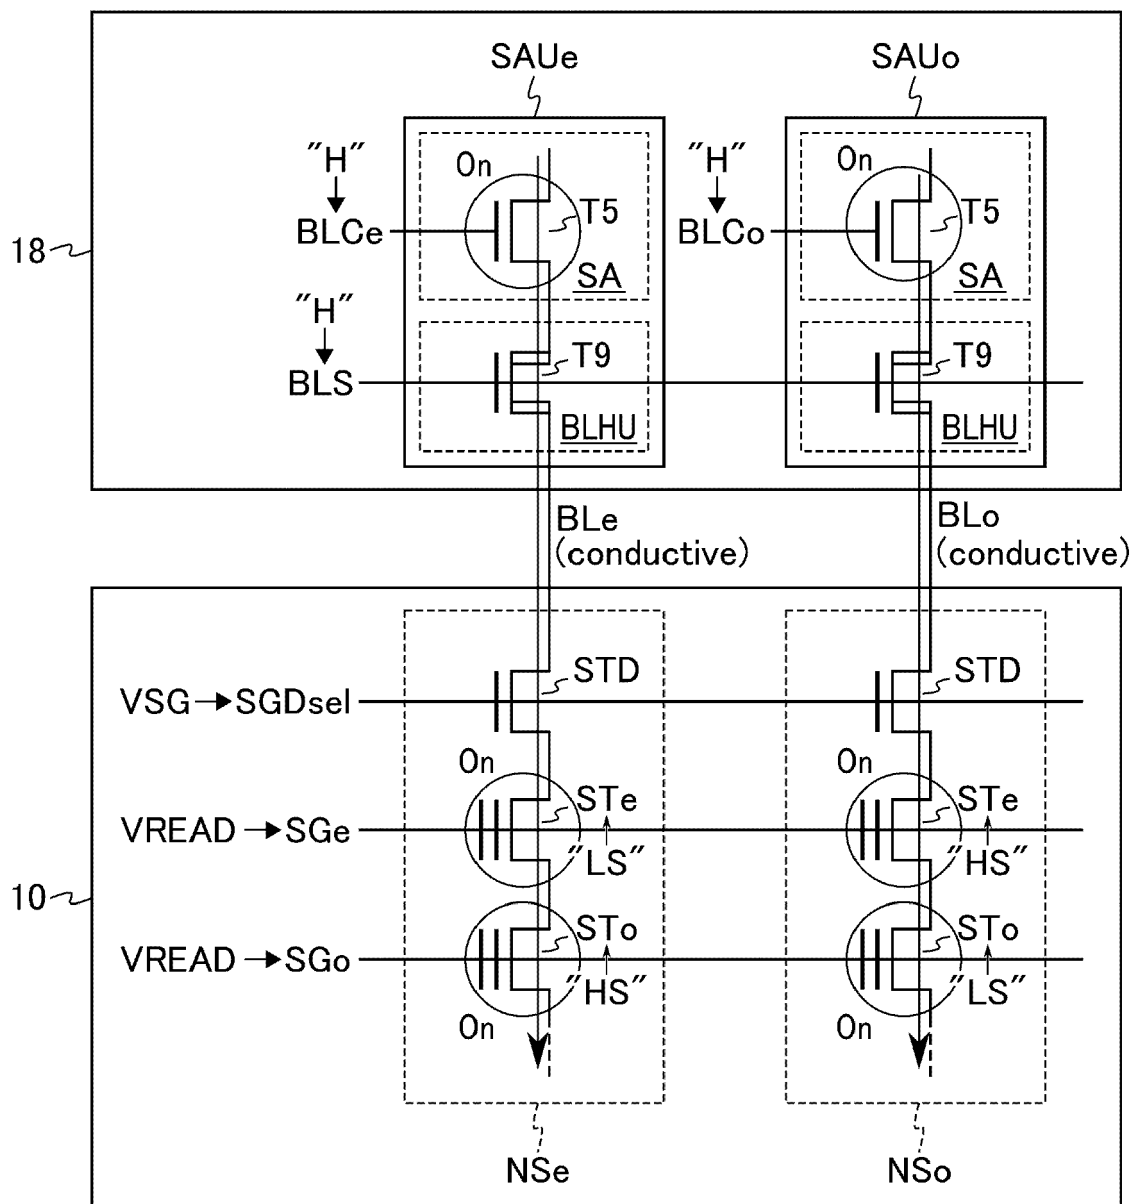 SAUe
SAUo
"H"
On
T5
BLCe
SA
"H"
On
T5
BLCo
SA
18
"H"
BLS
T9
BLHU
T9
BLHU
BLe
(conductive)
BLo
(conductive)
STD
STD
VSG SGDsel
On
On
STe
STe
VREAD SGe
"LS"
"HS"
10
STo
STo
VREAD SGo
"HS"
"LS"
On
On
NSe
NSo